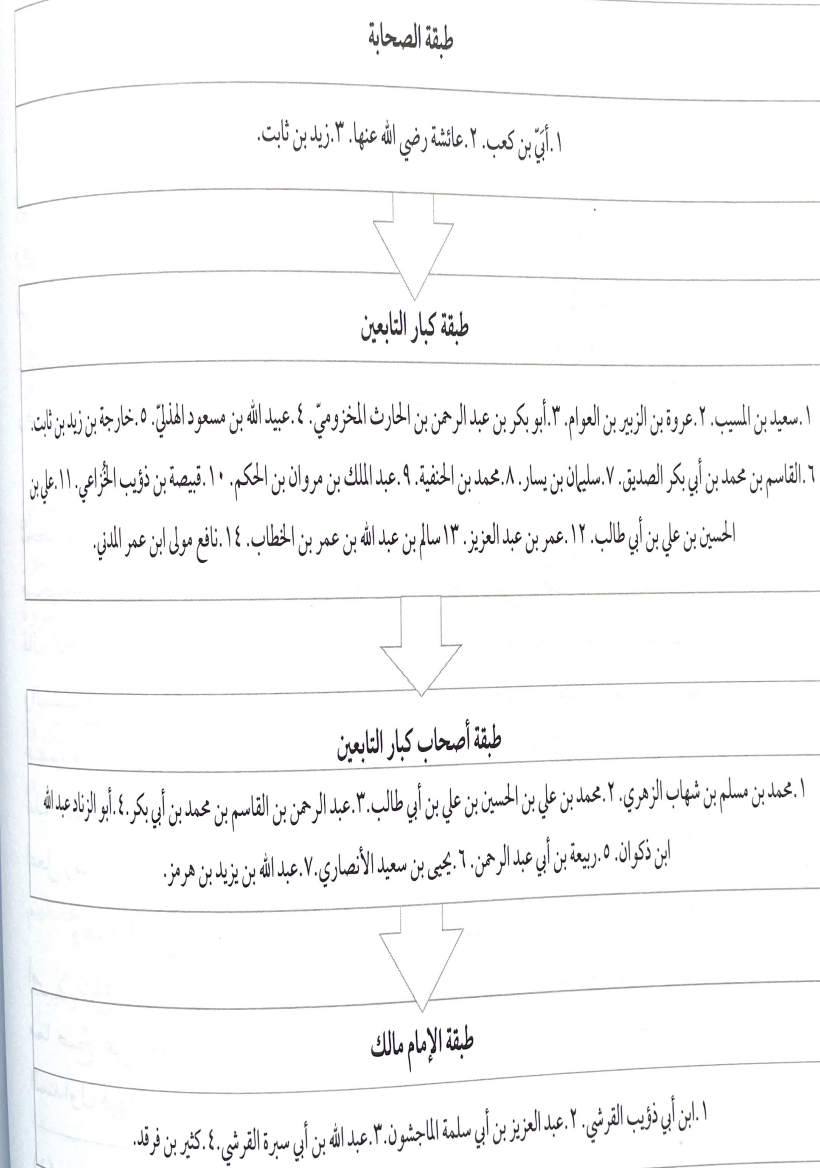 طبقة الصحابة
١.أُبَيّ بن كعب. ٢.عائشة رضي الله عنها. ٣.زيد بن ثابت.
طبقة كبار التابعين
١.سعيد بن المسيب. ٢.عروة بن الزبير بن العوام. ٣.أبو بكر بن عبد الرحمن بن الحارث المخزوميّ. ٤.عبيد الله بن مسعود الهذليّ. ٥.خارجة بن زيد بن ثابت.
٦.القاسم بن محمد بن أبي بكر الصديق. ٧.سليمان بن يسار. ٨.محمد بن الحنفية. ٩.عبد الملك بن مروان بن الحكم. ١٠.قبيصة بن ذؤيب الخُزاعي. ١١.علي بن
الحسين بن علي بن أبي طالب. ١٢.عمر بن عبد العزيز. ١٣سالم بن عبد الله بن عمر بن الخطاب. ١٤.نافع مولى ابن عمر المدني.
طبقة أصحاب كبار التابعين
١.محمد بن مسلم بن شهاب الزهري. ٢.محمد بن علي بن الحسين بن علي بن أبي طالب.٣.عبد الرحمن بن القاسم بن محمد بن أبي بكر.٤.أبو الزناد عبد الله
ابن ذكوان. ٥.ربيعة بن أبي عبد الرحمن. ٦.يحيى بن سعيد الأنصاري.٧.عبد الله بن يزيد بن هرمز.
طبقة الإمام مالك
١.ابن أبي ذؤيب القرشي. ٢.عبد العزيز بن أبي سلمة الماجشون.٣.عبد الله بن أبي سبرة القرشي.٤.كثير بن فرقد.